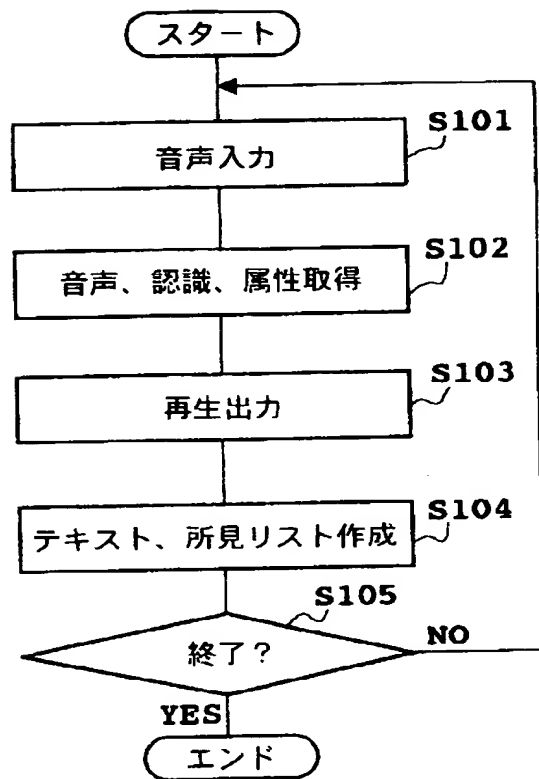 スタート
S101
音声入力
S102
音声、認識、属性取得
S103
再生出力
S104
テキスト、所見リスト作成
S105
終了?
NO
YES
エンド